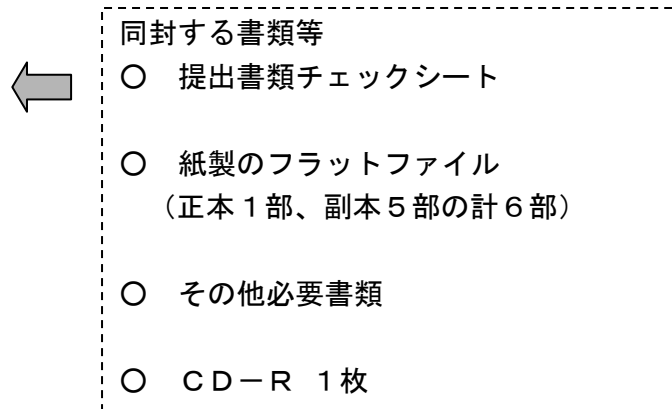 同封する書類等
○　提出書類チェックシート
○　紙製のフラットファイル
（正本１部、副本５部の計６部）
○　その他必要書類
○　ＣＤ－Ｒ　１枚